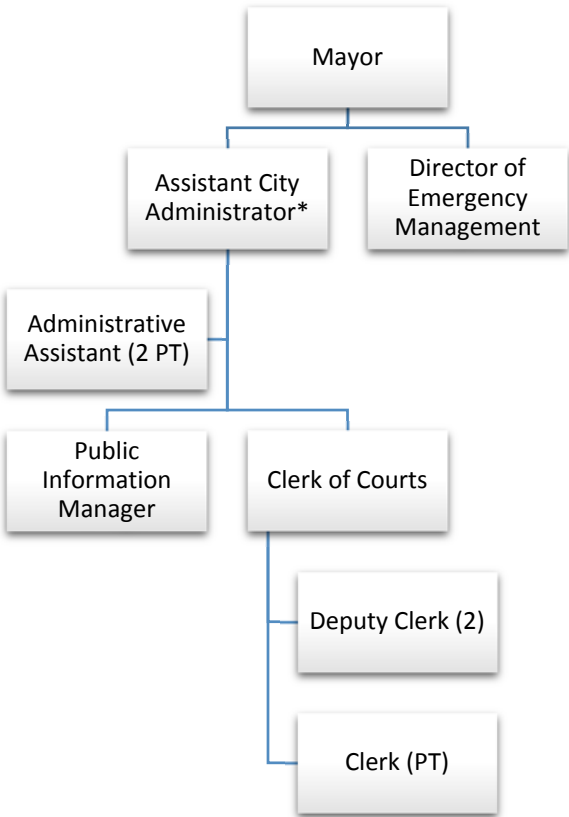 Mayor
Assistant City
Administrator*
Director of
Emergency
Management
Administrative
Assistant (2 PT)
Public
Information
Manager
Clerk of Courts
Deputy Clerk (2)
Clerk (PT)